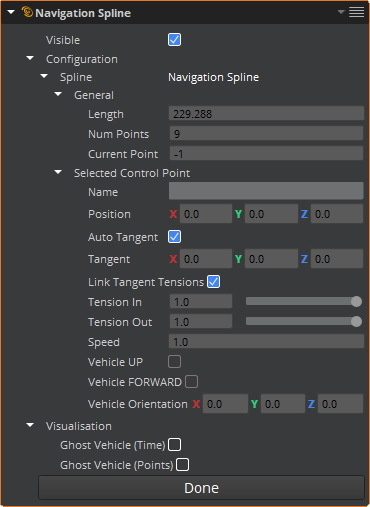 Navigation Spline
Visible
Configuration
Spline Navigation Spline
General
Length 229.288
Num Points 9
Current Point -1
Selected Control Point
Name
Position X 0.0 Y 0.0 Z 0.0
Auto Tangent
Tangent X 0.0 Y 0.0 Z 0.0
Link Tangent Tensions
Tension In 1.0
Tension Out 1.0
Speed 1.0
Vehicle UP
Vehicle FORWARD
Vehicle Orientation X 0.0 Y 0.0 Z 0.0
Visualisation
Ghost Vehicle (Time)
Ghost Vehicle (Points)
Done